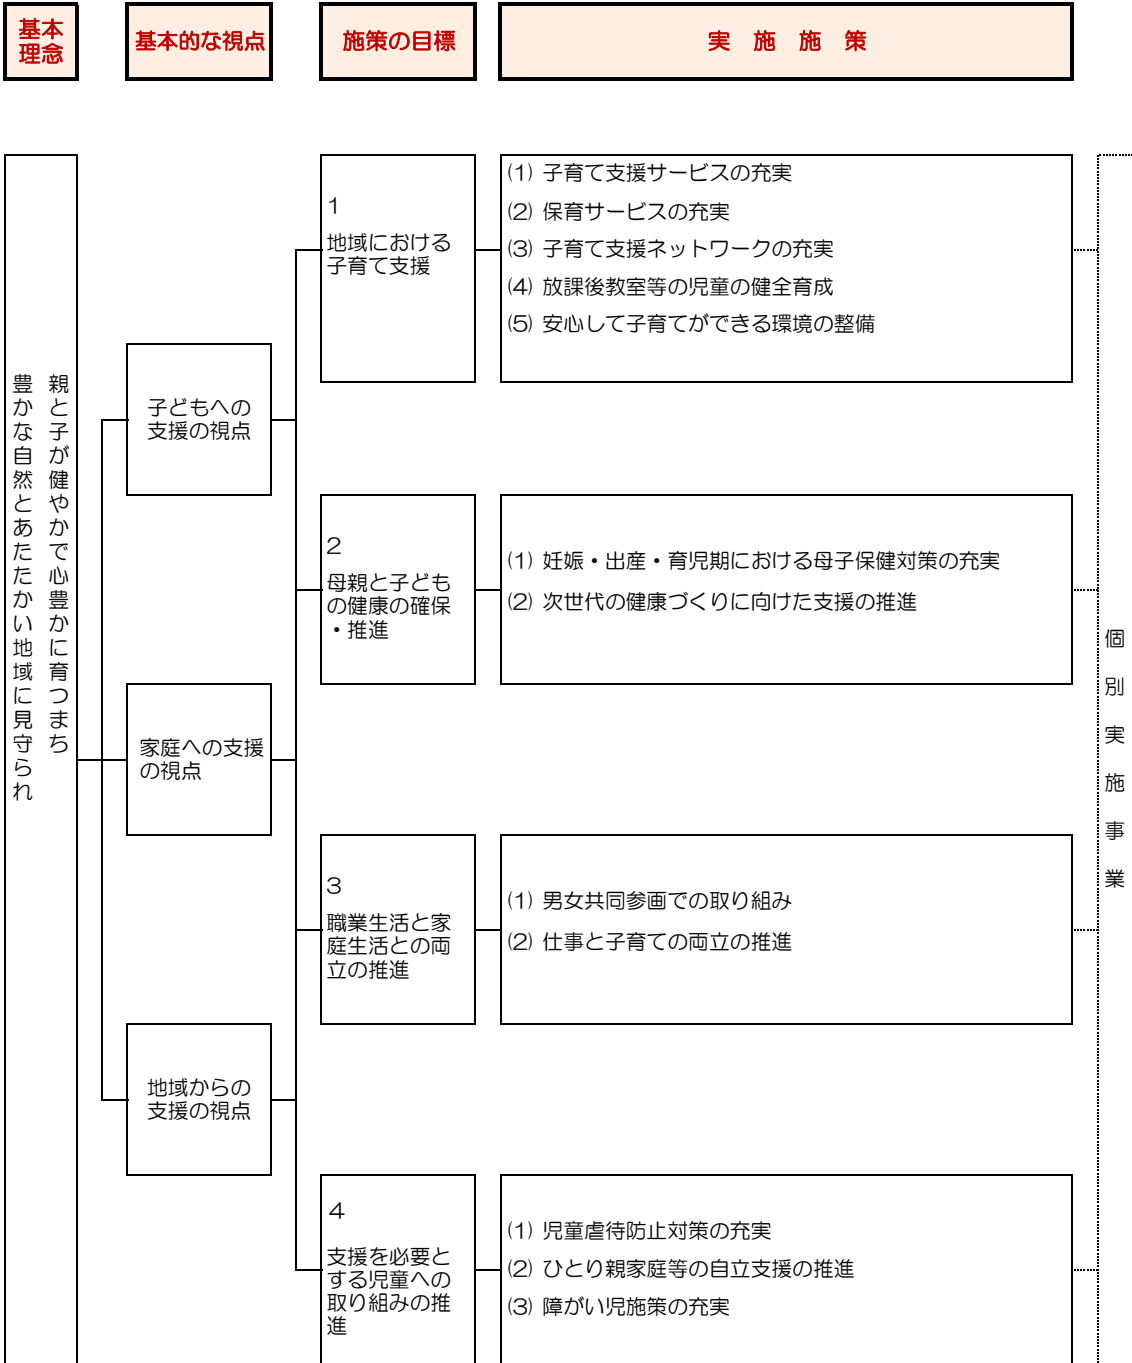 基本
理念
基本的な視点
施策の目標
実 施 施 策
親と子が健やかで心豊かに育つまち
豊かな自然とあたたかい地域に見守られ
子どもへの
支援の視点
家庭への支援
の視点
地域からの
支援の視点
1
地域における
子育て支援
(1) 子育て支援サービスの充実
(2) 保育サービスの充実
(3) 子育て支援ネットワークの充実
(4) 放課後教室等の児童の健全育成
(5) 安心して子育てができる環境の整備
2
母親と子ども
の健康の確保
・推進
(1) 妊娠・出産・育児期における母子保健対策の充実
(2) 次世代の健康づくりに向けた支援の推進
3
職業生活と家
庭生活との両
立の推進
(1) 男女共同参画での取り組み
(2) 仕事と子育ての両立の推進
4
支援を必要と
する児童への
取り組みの推
進
(1) 児童虐待防止対策の充実
(2) ひとり親家庭等の自立支援の推進
(3) 障がい児施策の充実
個別実施事業